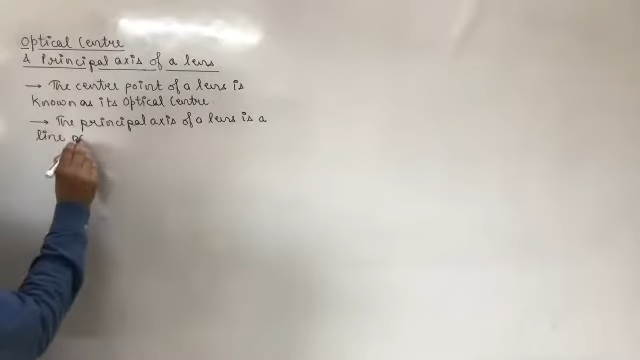 Optical Centre
& Principal axis of a lens
→ The centre point of a lens is
known as its Optical Centre.
→ The principal axis of a lens is a
line